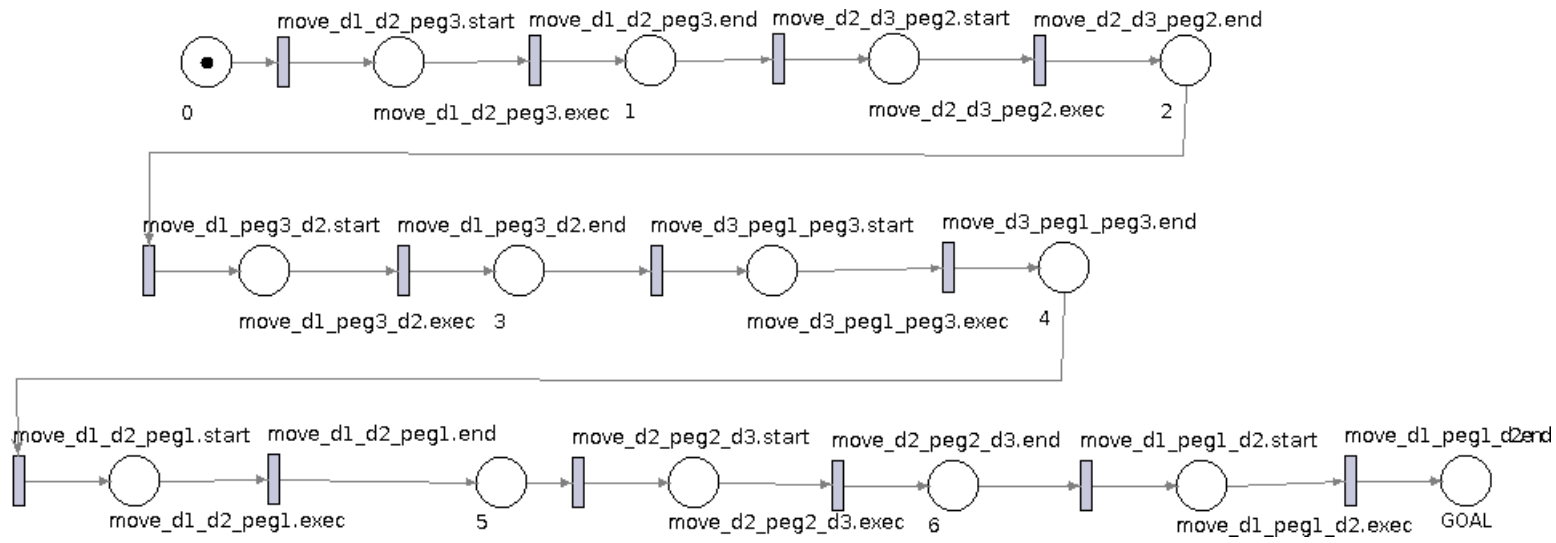 move_d1_d2_peg3.start move_d1_d2_peg3.end move_d2_d3_peg2.start move_d2_d3_peg2.end
0 move_d1_d2_peg3.exec 1 move_d2_d3_peg2.exec 2
move_d1_peg3_d2.start move_d1_peg3_d2.end move_d3_peg1_peg3.start move_d3_peg1_peg3.end
move_d1_peg3_d2.exec 3 move_d3_peg1_peg3.exec 4
move_d1_d2_peg1.start move_d1_d2_peg1.end move_d2_peg2_d3.start move_d2_peg2_d3.end move_d1_peg1_d2.start move_d1_peg1_d2end
move_d1_d2_peg1.exec 5 move_d2_peg2_d3.exec 6 move_d1_peg1_d2.exec GOAL